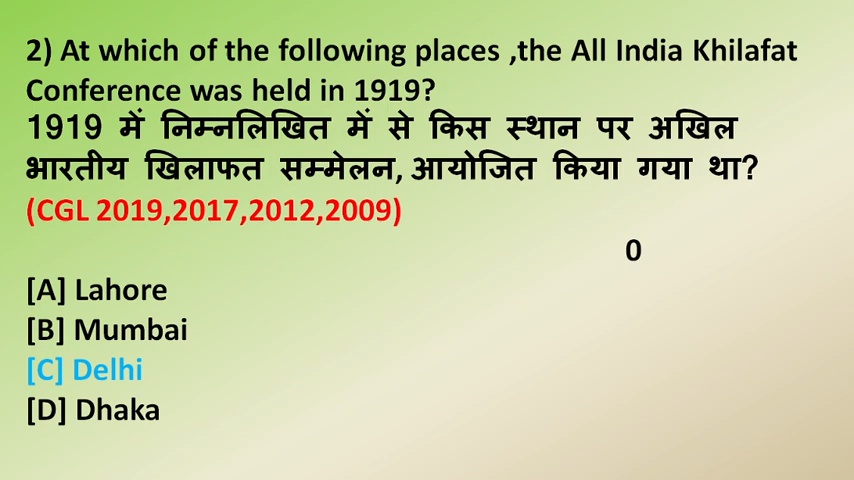 2) At which of the following places ,the All India Khilafat
Conference was held in 1919?
1919 में निम्नलिखित में से किस स्थान पर अखिल
भारतीय खिलाफत सम्मेलन, आयोजित किया गया था?
(CGL 2019,2017,2012,2009)
0
[A] Lahore
[B] Mumbai
[C] Delhi
[D] Dhaka